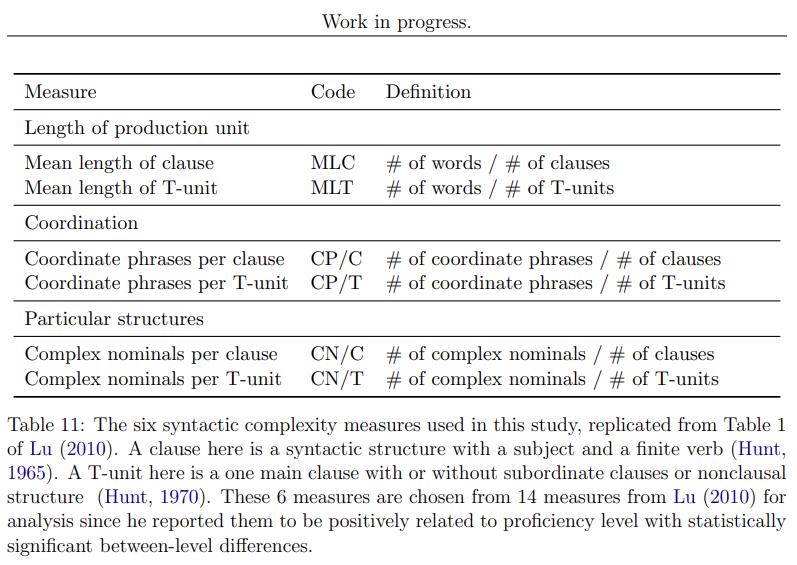 Work in progress.
Measure Code Definition
Length of production unit
Mean length of clause MLC # of words / # of clauses
Mean length of T-unit MLT # of words / # of T-units
Coordination
Coordinate phrases per clause CP/C # of coordinate phrases / # of clauses
Coordinate phrases per T-unit CP/T # of coordinate phrases / # of T-units
Particular structures
Complex nominals per clause CN/C # of complex nominals / # of clauses
Complex nominals per T-unit CN/T # of complex nominals / # of T-units
Table 11: The six syntactic complexity measures used in this study, replicated from Table 1
of Lu (2010). A clause here is a syntactic structure with a subject and a finite verb (Hunt,
1965). A T-unit here is a one main clause with or without subordinate clauses or nonclausal
structure (Hunt, 1970). These 6 measures are chosen from 14 measures from Lu (2010) for
analysis since he reported them to be positively related to proficiency level with statistically
significant between-level differences.